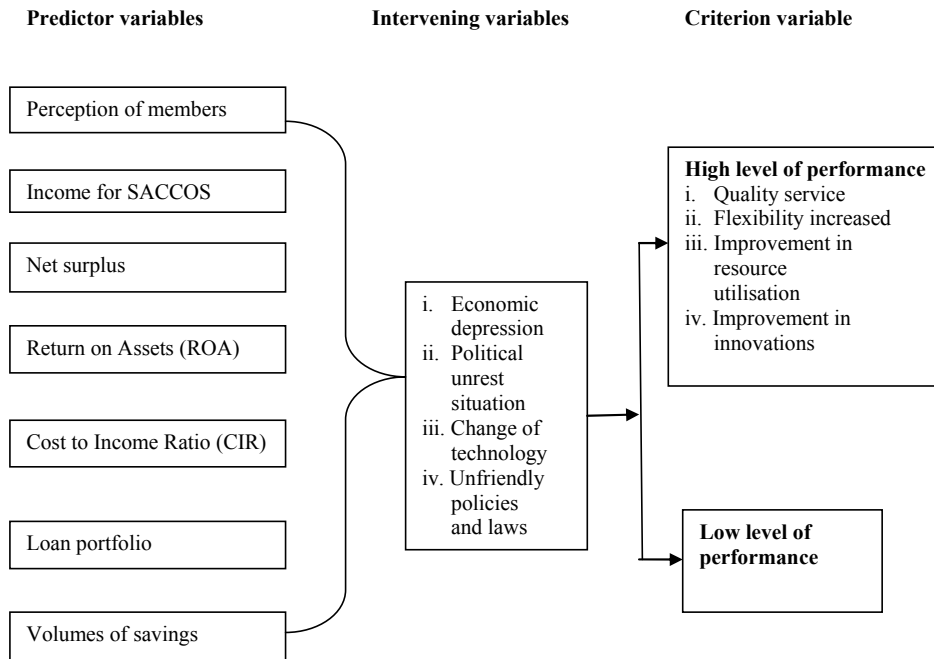 Predictor variables
Intervening variables
Criterion variable
Perception of members
Income for SACCOS
Net surplus
Return on Assets (ROA)
Cost to Income Ratio (CIR)
Loan portfolio
Volumes of savings
i. Economic
depression
ii. Political
unrest
situation
iii. Change of
technology
iv. Unfriendly
policies
and laws
High level of performance
i. Quality service
ii. Flexibility increased
iii. Improvement in
resource
utilisation
iv. Improvement in
innovations
Low level of
performance